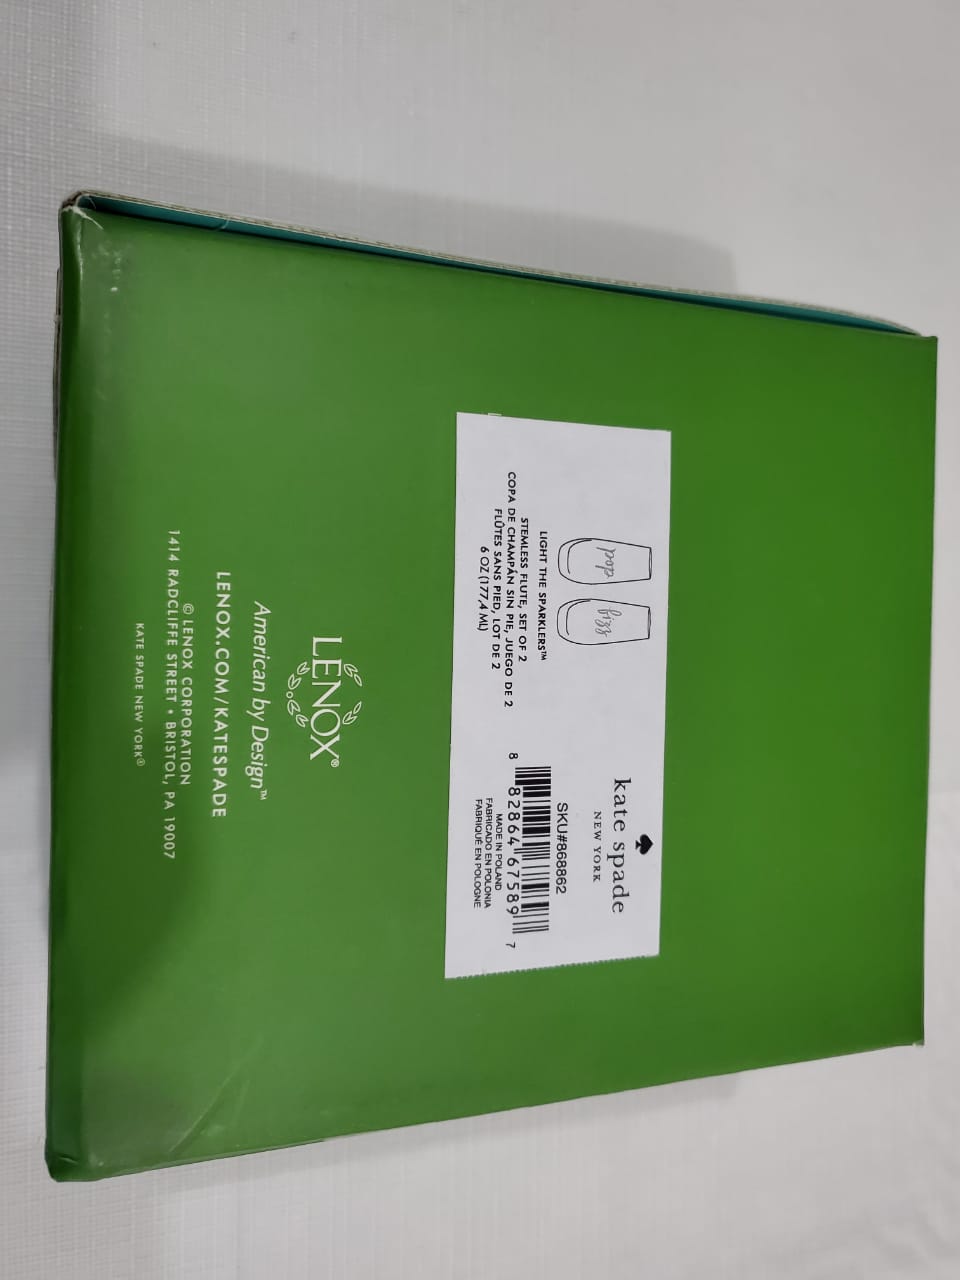 pop
fizz
LIGHT THE SPARKLERS™
STEMLESS FLUTE, SET OF 2
COPA DE CHAMPÁN SIN PIE, JUEGO DE 2
FLÛTES SANS PIED, LOT DE 2
6 OZ (177,4 ML)
kate spade
NEW YORK
SKU#868862
8 82864 67589 7
MADE IN POLAND
FABRICADO EN POLONIA
FABRIQUÉ EN POLOGNE
LENOX®
American by Design™
LENOX.COM/KATESPADE
© LENOX CORPORATION
1414 RADCLIFFE STREET • BRISTOL, PA 19007
KATE SPADE NEW YORK®